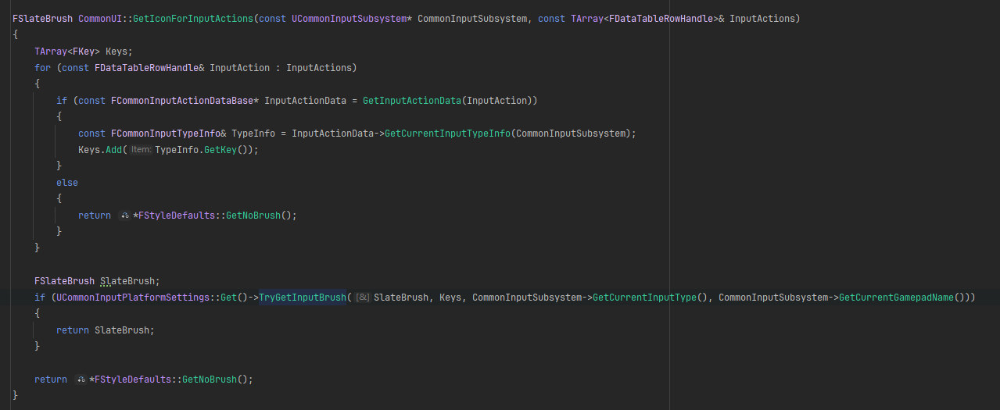 FSlateBrush CommonUI::GetIconForInputActions(const UCommonInputSubsystem* CommonInputSubsystem, const TArray<FDataTableRowHandle>& InputActions)
{
    TArray<FKey> Keys;
    for (const FDataTableRowHandle& InputAction : InputActions)
    {
        if (const FCommonInputActionDataBase* InputActionData = GetInputActionData(InputAction))
        {
            const FCommonInputTypeInfo& TypeInfo = InputActionData->GetCurrentInputTypeInfo(CommonInputSubsystem);
            Keys.Add( Item: TypeInfo.GetKey());
        }
        else
        {
            return *FStyleDefaults::GetNoBrush();
        }
    }
    FSlateBrush SlateBrush;
    if (UCommonInputPlatformSettings::Get()->TryGetInputBrush( [&] SlateBrush, Keys, CommonInputSubsystem->GetCurrentInputType(), CommonInputSubsystem->GetCurrentGamepadName()))
    {
        return SlateBrush;
    }
    return *FStyleDefaults::GetNoBrush();
}